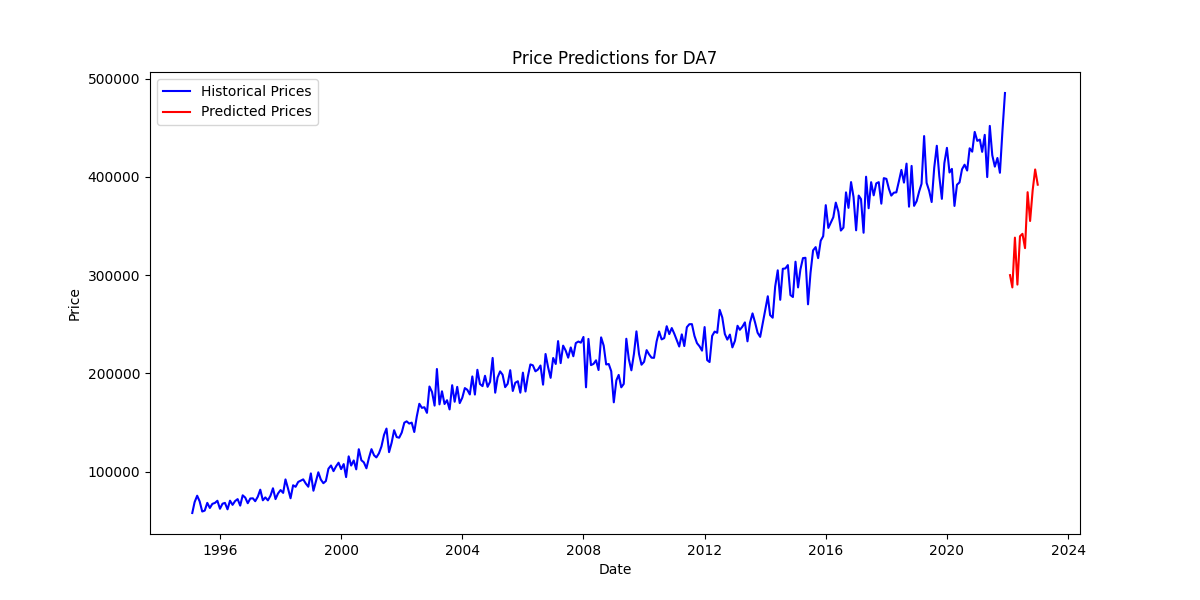 Price Predictions for DA7
Historical Prices
Predicted Prices
500000
400000
300000
200000
100000
Price
1996 2000 2004 2008 2012 2016 2020 2024
Date